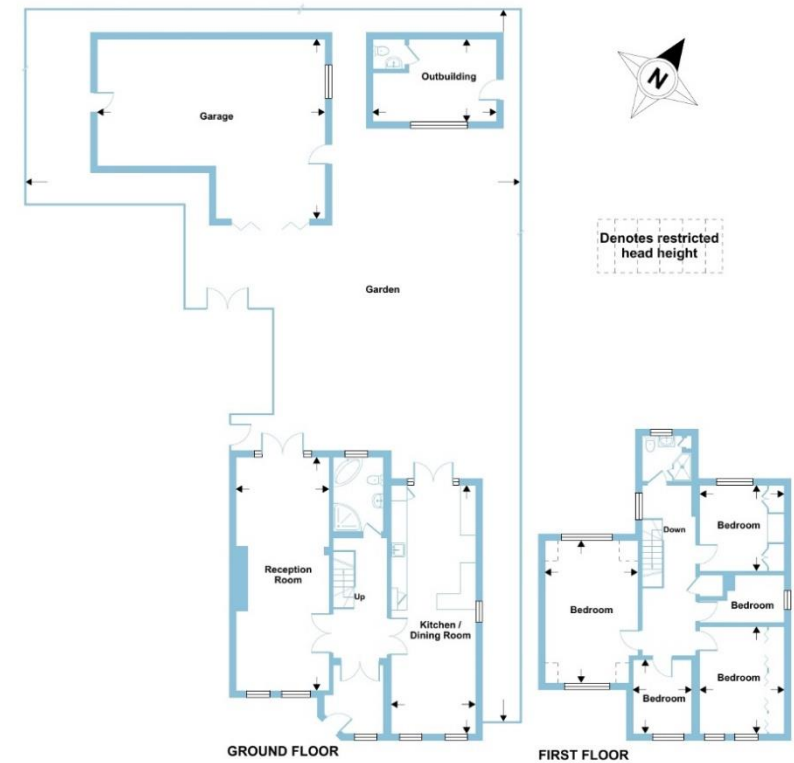 Outbuilding
Garage
N
Denotes restricted
head height
Garden
Reception
Room
Up
Kitchen /
Dining Room
GROUND FLOOR
Down
Bedroom
Bedroom
Bedroom
Bedroom
Bedroom
FIRST FLOOR